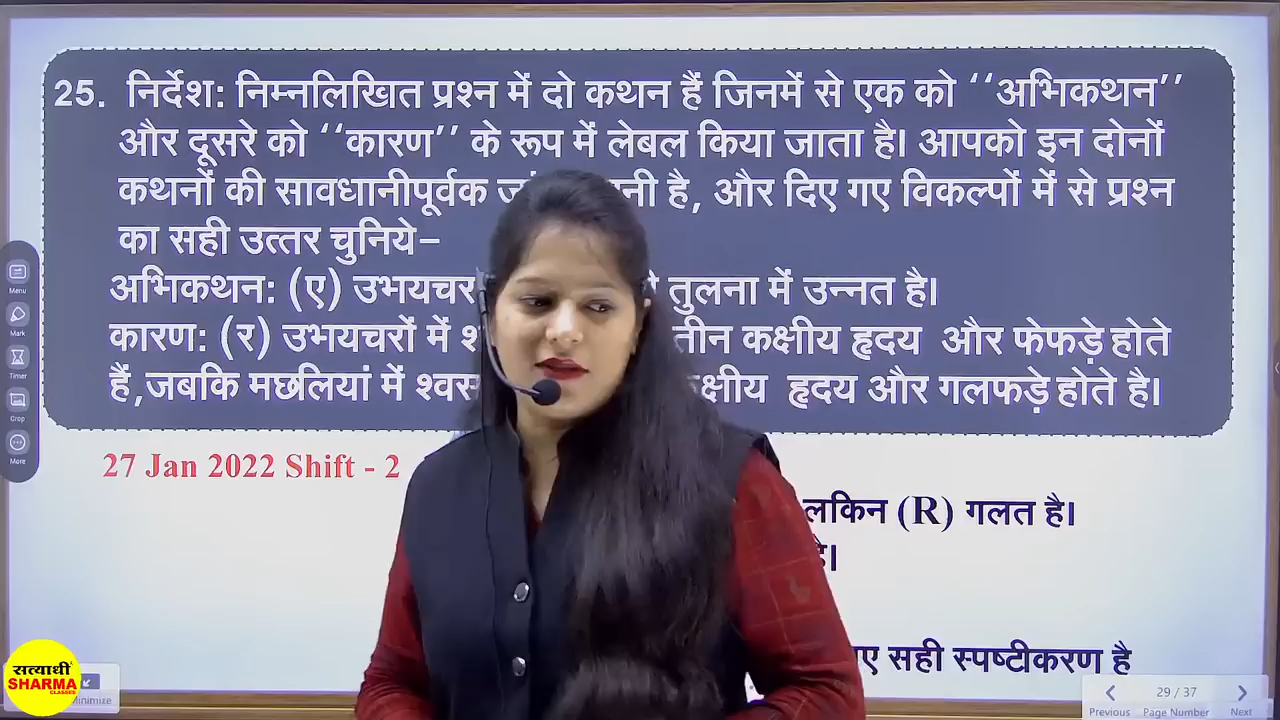 25. निर्देश: निम्नलिखित प्रश्न में दो कथन हैं जिनमें से एक को ‘‘अभिकथन’’
और दूसरे को ‘‘कारण’’ के रूप में लेबल किया जाता है। आपको इन दोनों
कथनों की सावधानीपूर्वक है, और दिए गए विकल्पों में से प्रश्न
का सही उत्तर चुनिये–
अभिकथन: (ए) उभयचर तुलना में उन्नत है।
कारण: (र) उभयचरों में तीन कक्षीय हृदय और फेफड़े होते
हैं,जबकि मछलियां में हृदय और गलफड़े होते है।
27 Jan 2022 Shift - 2
लकिन (R) गलत है।
है।
सही स्पष्टीकरण है
Menu
Mark
Timer
Crop
More
सत्यार्थी
SHARMA
CLASSES
Minimize
29 / 37
Previous Page Number Next